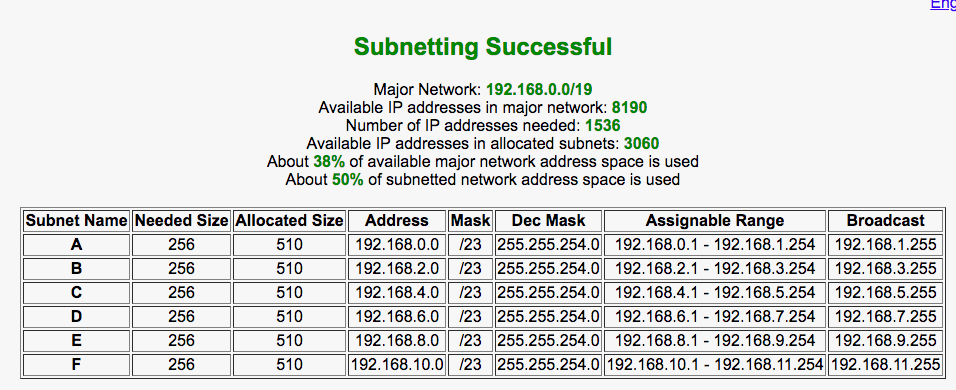 Eng
Subnetting Successful
Major Network: 192.168.0.0/19
Available IP addresses in major network: 8190
Number of IP addresses needed: 1536
Available IP addresses in allocated subnets: 3060
About 38% of available major network address space is used
About 50% of subnetted network address space is used
Subnet Name Needed Size Allocated Size Address Mask Dec Mask Assignable Range Broadcast
A 256 510 192.168.0.0 /23 255.255.254.0 192.168.0.1 - 192.168.1.254 192.168.1.255
B 256 510 192.168.2.0 /23 255.255.254.0 192.168.2.1 - 192.168.3.254 192.168.3.255
C 256 510 192.168.4.0 /23 255.255.254.0 192.168.4.1 - 192.168.5.254 192.168.5.255
D 256 510 192.168.6.0 /23 255.255.254.0 192.168.6.1 - 192.168.7.254 192.168.7.255
E 256 510 192.168.8.0 /23 255.255.254.0 192.168.8.1 - 192.168.9.254 192.168.9.255
F 256 510 192.168.10.0 /23 255.255.254.0 192.168.10.1 - 192.168.11.254 192.168.11.255